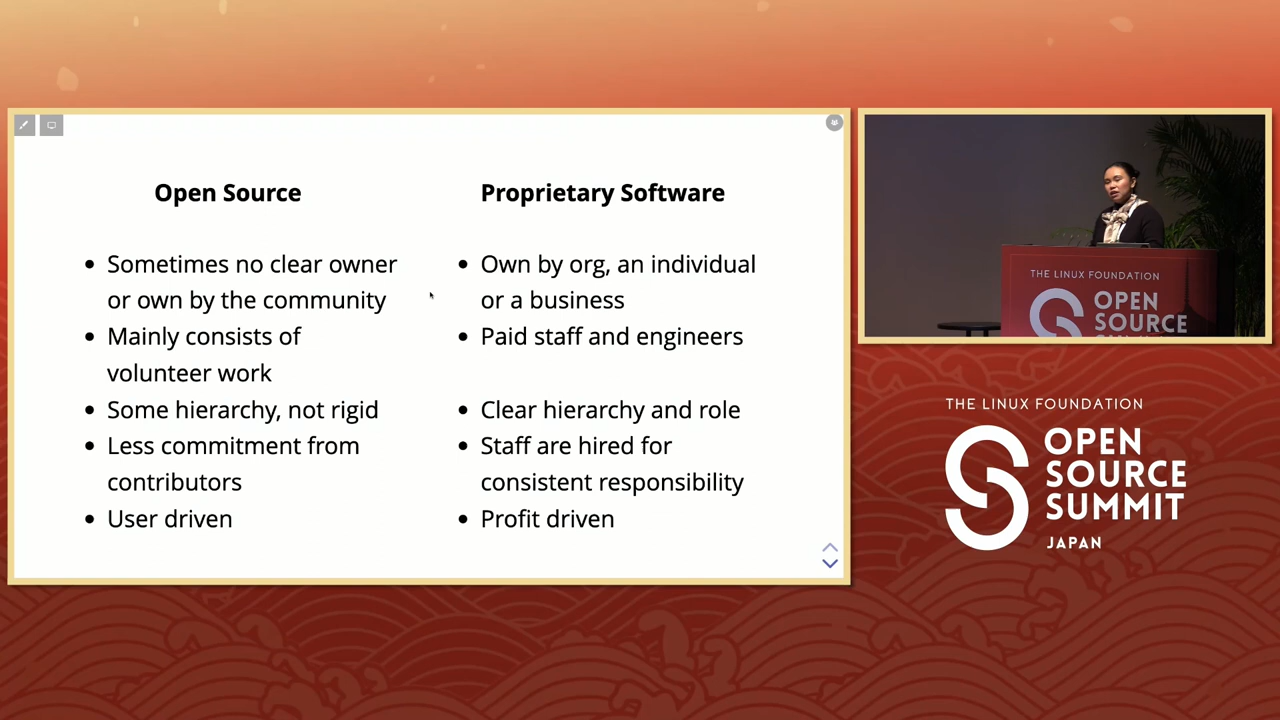 Open Source
Sometimes no clear owner
or own by the community
Mainly consists of
volunteer work
Some hierarchy, not rigid
Less commitment from
contributors
User driven
Proprietary Software
Own by org, an individual
or a business
Paid staff and engineers
Clear hierarchy and role
Staff are hired for
consistent responsibility
Profit driven
THE LINUX FOUNDATION
OPEN
SOURCE
THE LINUX FOUNDATION
OPEN
SOURCE
SUMMIT
JAPAN